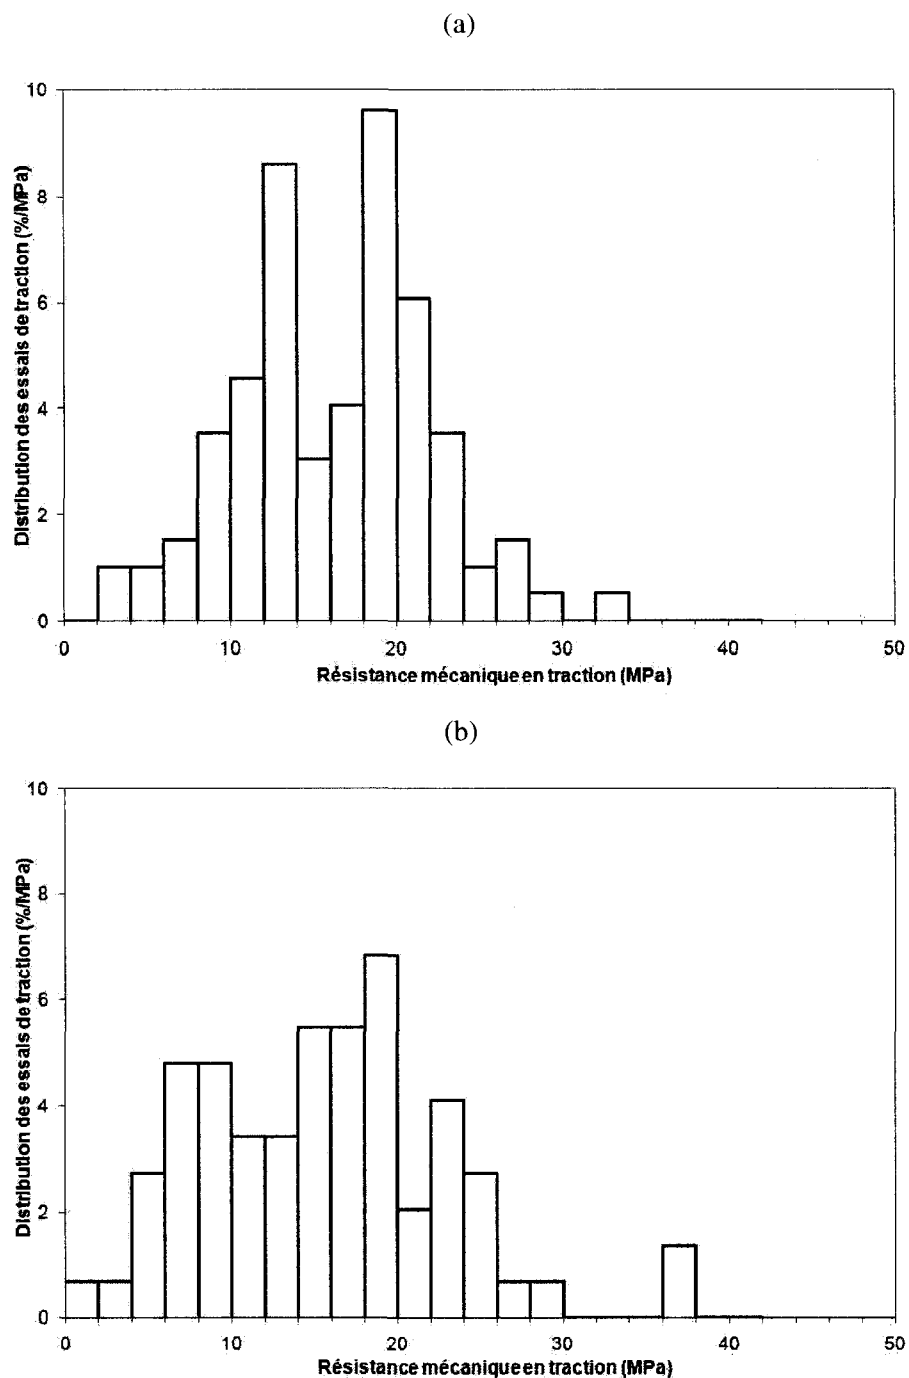 (a)
10
8
6
4
2
0
Distribution des essais de traction (%/MPa)
0 10 20 30 40 50
Résistance mécanique en traction (MPa)
(b)
10
8
6
4
2
0
Distribution des essais de traction (%/MPa)
0 10 20 30 40 50
Résistance mécanique en traction (MPa)